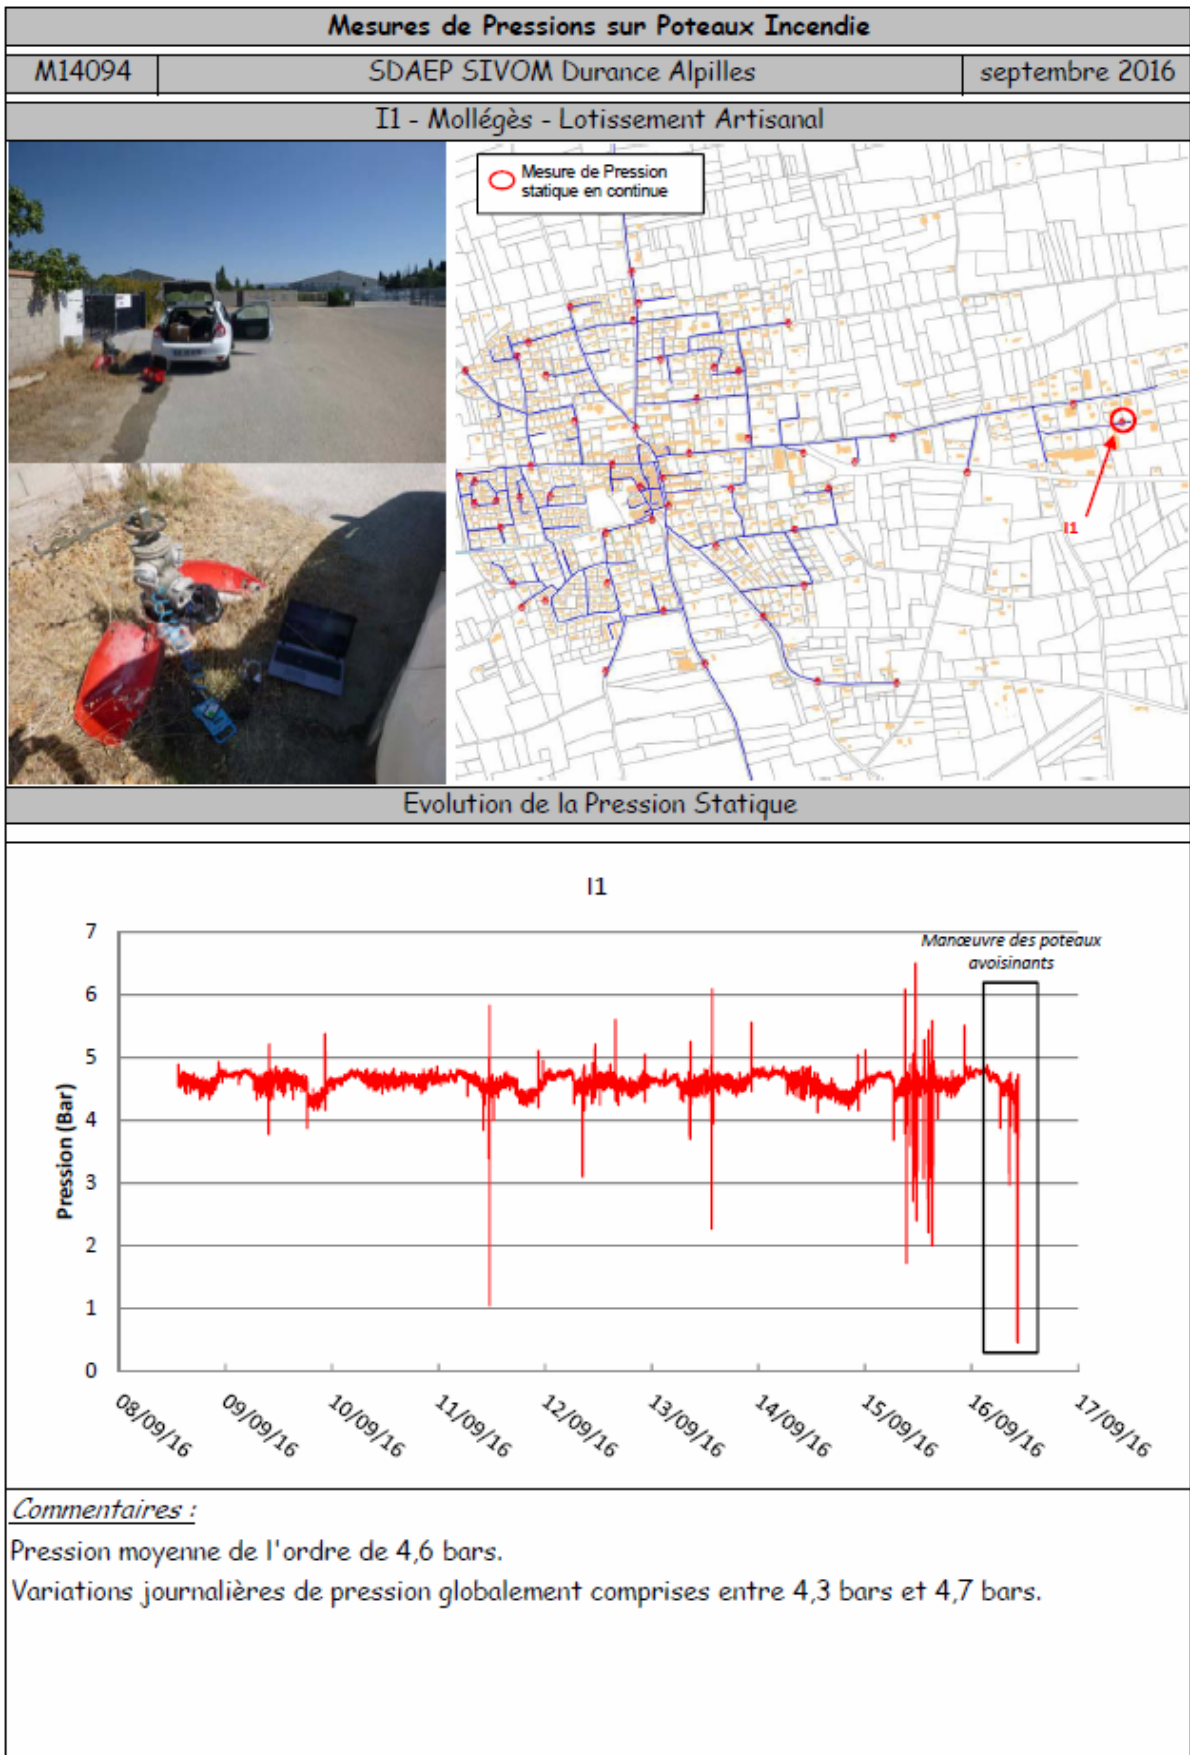 Mesures de Pressions sur Poteaux Incendie
M14094
SDAEP SIVOM Durance Alpilles
septembre 2016
I1 - Mollégès - Lotissement Artisanal
Mesure de Pression
statique en continue
I1
Evolution de la Pression Statique
I1
Manœuvre des poteaux
avoisinants
Pression (Bar)
7
6
5
4
3
2
1
0
08/09/16
09/09/16
10/09/16
11/09/16
12/09/16
13/09/16
14/09/16
15/09/16
16/09/16
17/09/16
Commentaires :
Pression moyenne de l'ordre de 4,6 bars.
Variations journalières de pression globalement comprises entre 4,3 bars et 4,7 bars.